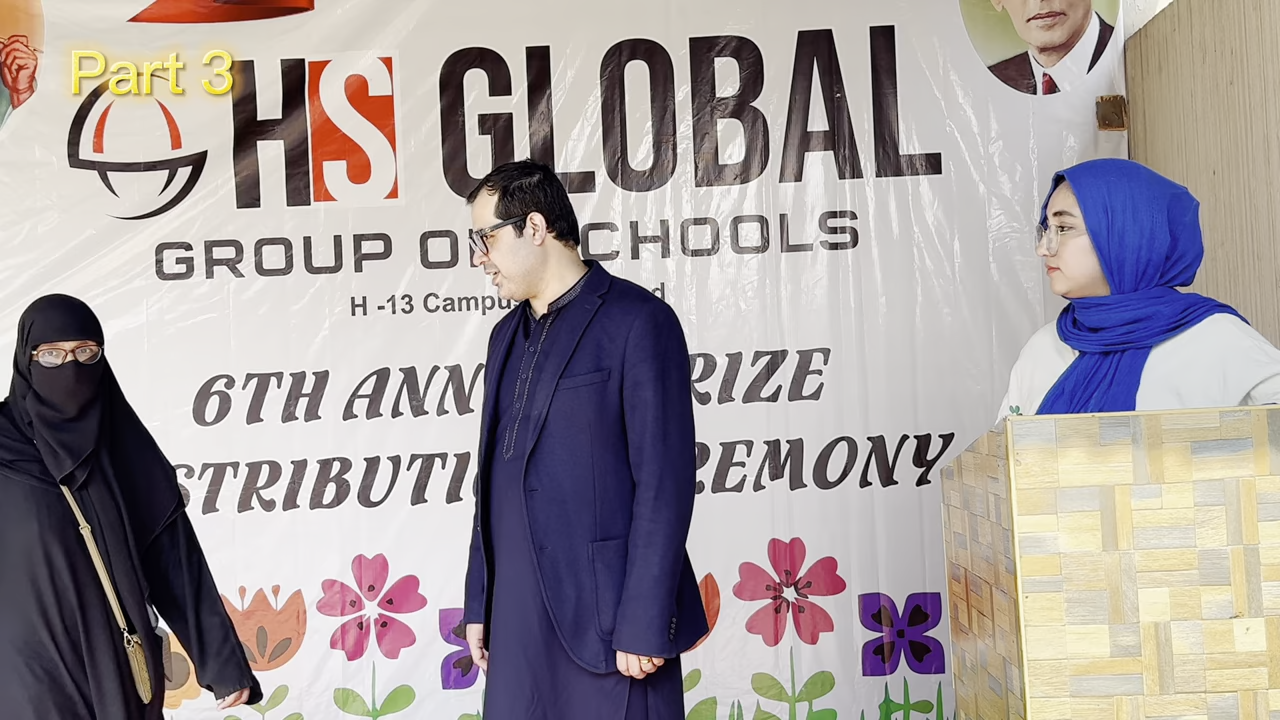 Part 3
HS GLOBAL
GROUP OF SCHOOLS
H -13 Campus
6TH ANN RIZE
STRIBUTI REMONY